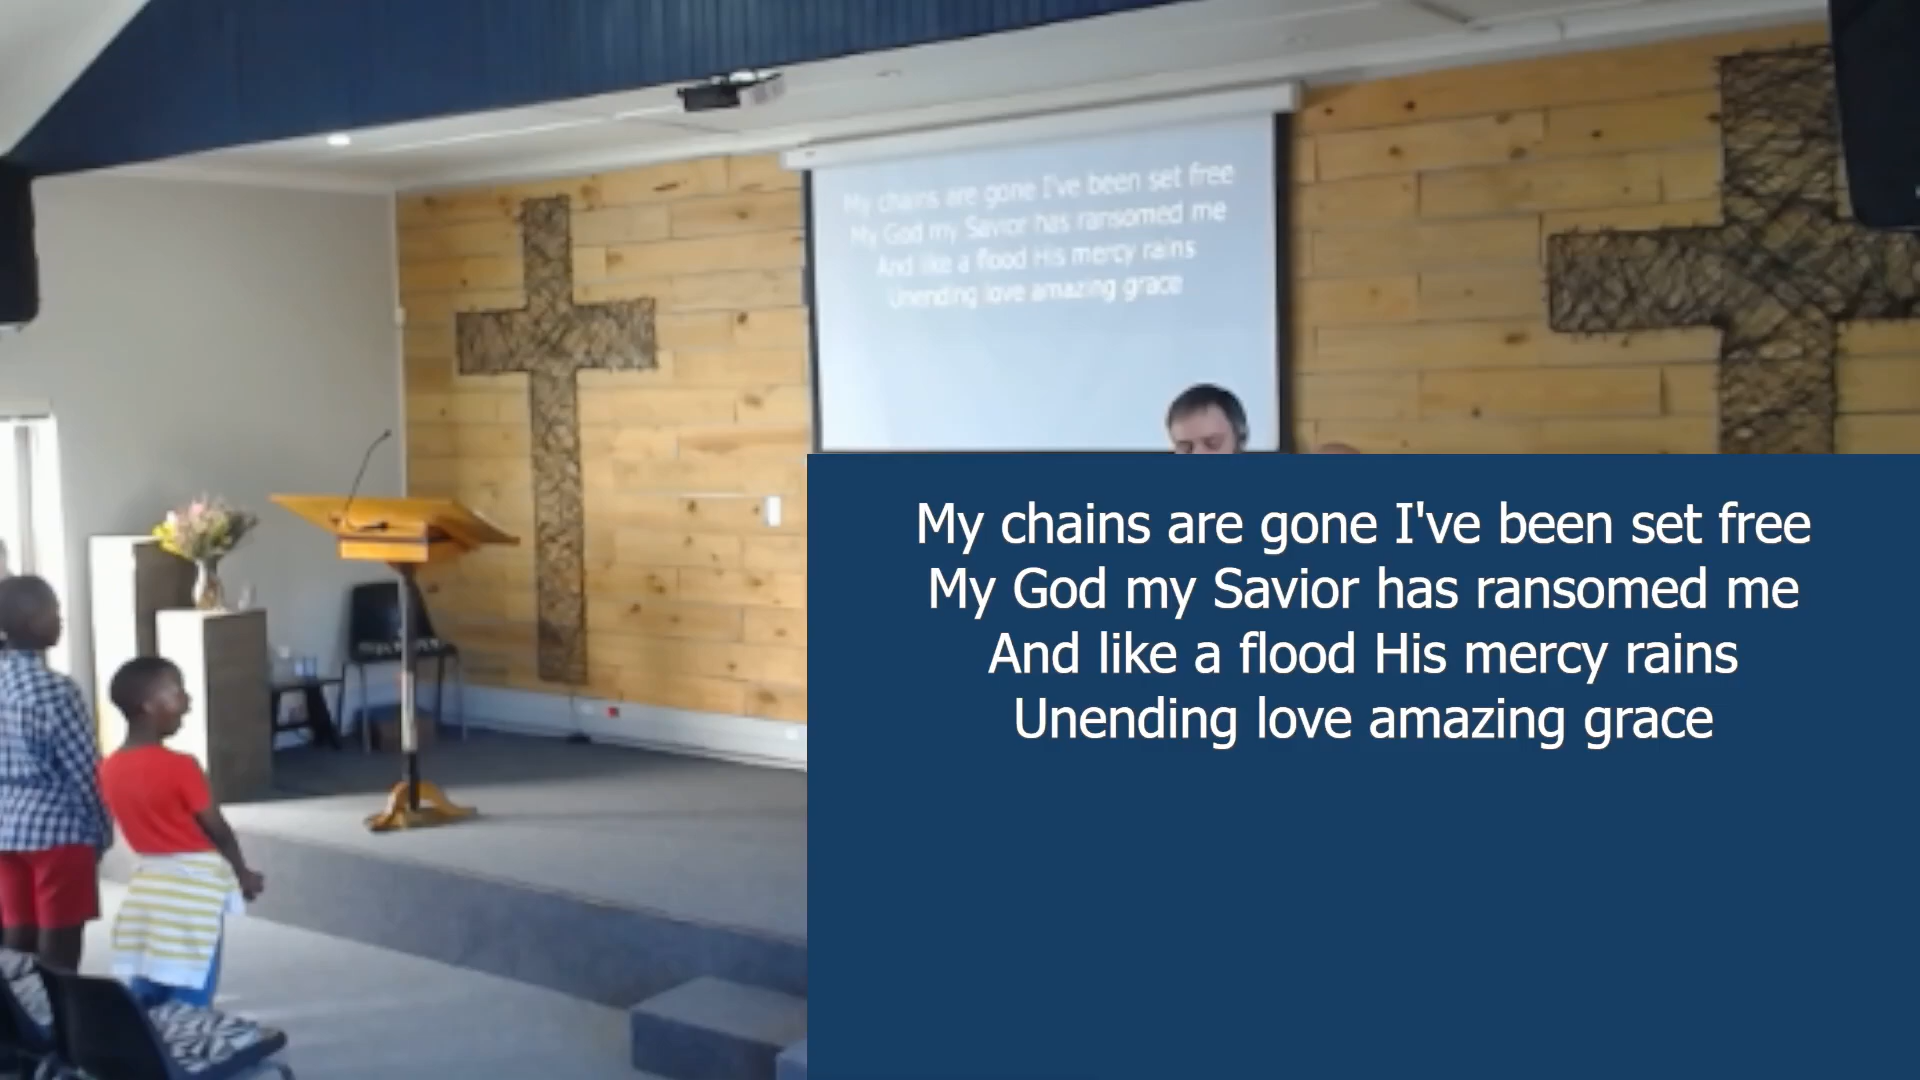 My chains are gone I've been set free
My God my Savior has ransomed me
And like a flood His mercy rains
Unending love amazing grace
My chains are gone I've been set free
My God my Savior has ransomed me
And like a flood His mercy rains
Unending love amazing grace